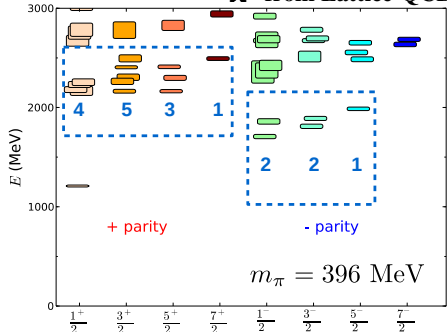 from Lattice QCD
3000
2000
1000
0
E (MeV)
4 5 3 1
2 2 1
+ parity - parity
m_π = 396 MeV
1/2⁺ 3/2⁺ 5/2⁺ 7/2⁺ 1/2⁻ 3/2⁻ 5/2⁻ 7/2⁻